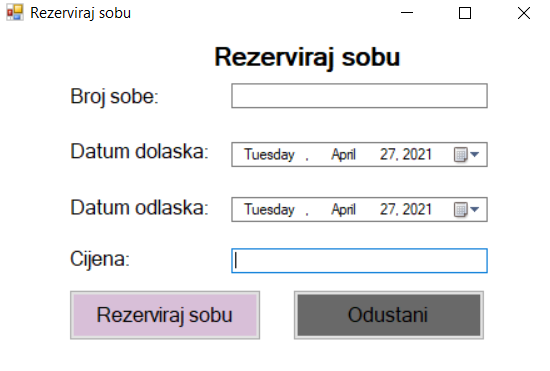 Rezerviraj sobu
Rezerviraj sobu
Broj sobe:
Datum dolaska: Tuesday , April 27, 2021
Datum odlaska: Tuesday , April 27, 2021
Cijena:
Rezerviraj sobu Odustani